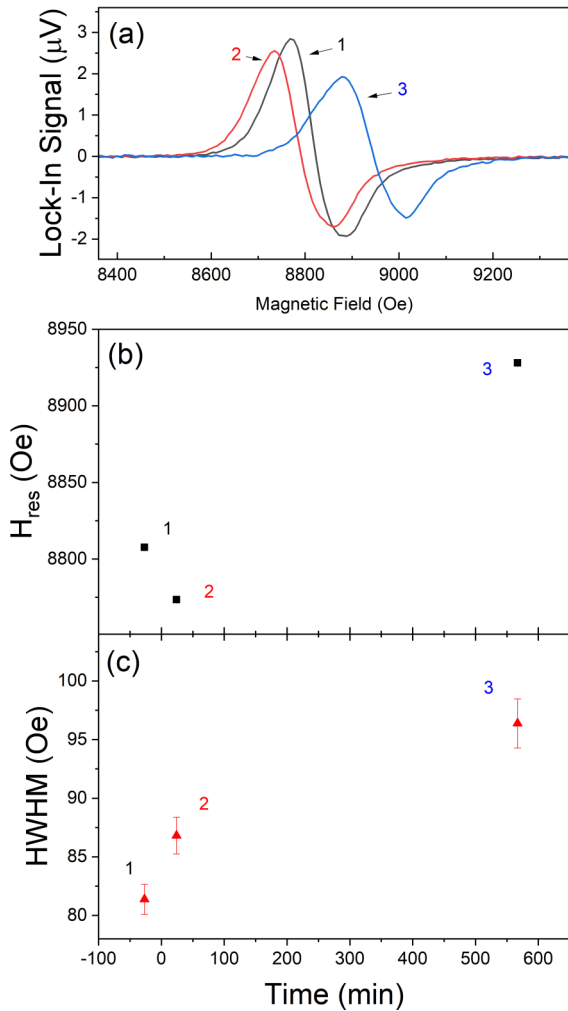 (a)
Lock-In Signal (μV)
3
2
1
0
-1
-2
2
1
3
8400 8600 8800 9000 9200
Magnetic Field (Oe)
(b)
H_res (Oe)
8950
8900
8850
8800
3
1
2
(c)
HWHM (Oe)
100
95
90
85
80
3
2
1
-100 0 100 200 300 400 500 600
Time (min)